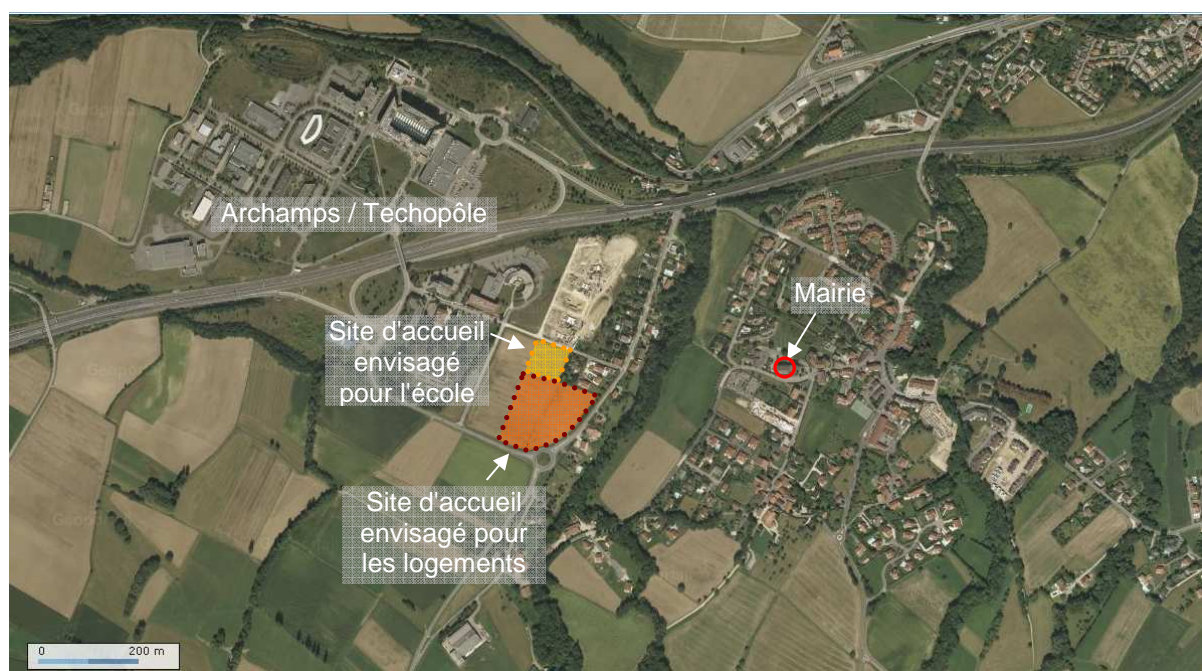 Archamps / Techopôle
Mairie
Site d'accueil
envisagé
pour l'école
Site d'accueil
envisagé pour
les logements
0 200 m